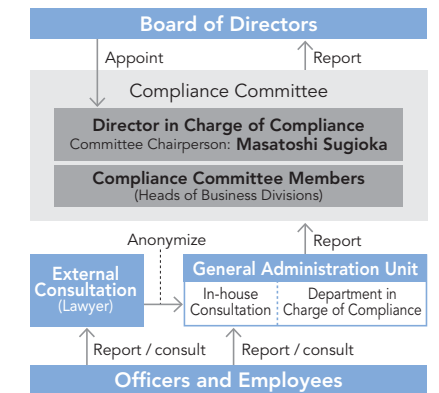 Board of Directors
Appoint
Report
Compliance Committee
Director in Charge of Compliance
Committee Chairperson: Masatoshi Sugioka
Compliance Committee Members
(Heads of Business Divisions)
Anonymize
Report
External
Consultation
(Lawyer)
General Administration Unit
In-house
Consultation
Department in
Charge of Compliance
Report / consult
Report / consult
Officers and Employees